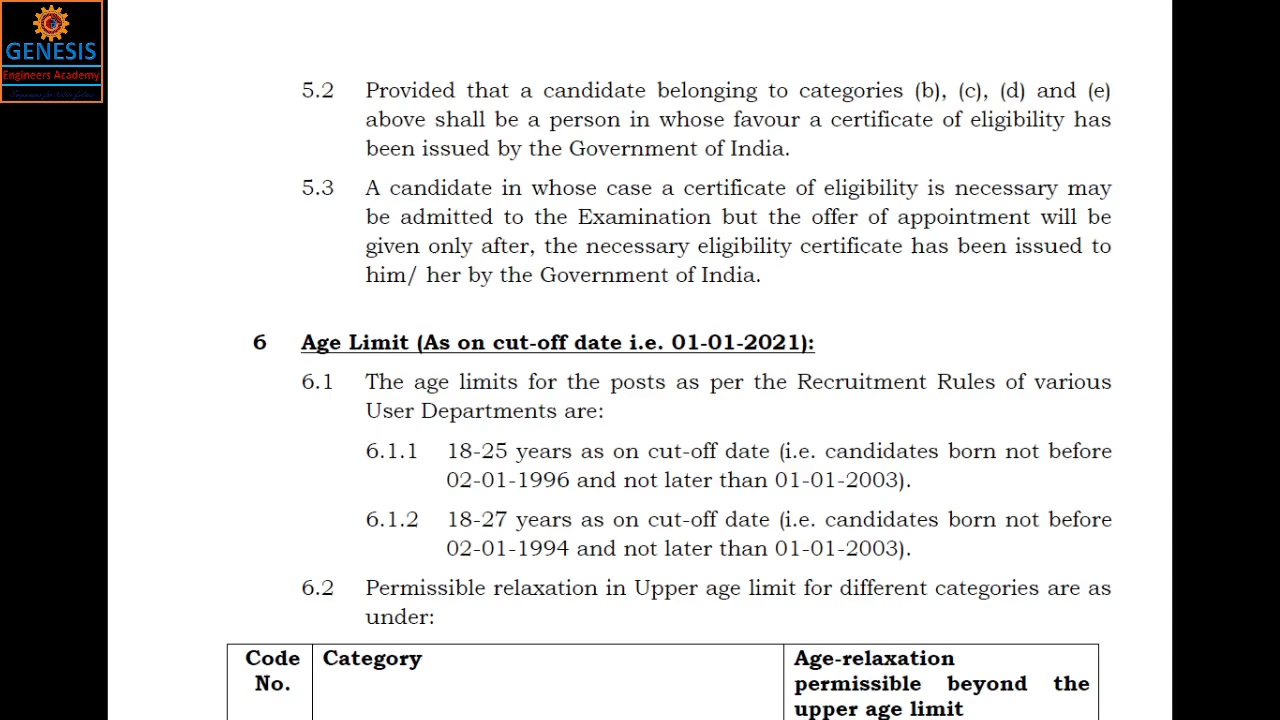 GENESIS
Engineers Academy
5.2 Provided that a candidate belonging to categories (b), (c), (d) and (e)
above shall be a person in whose favour a certificate of eligibility has
been issued by the Government of India.
5.3 A candidate in whose case a certificate of eligibility is necessary may
be admitted to the Examination but the offer of appointment will be
given only after, the necessary eligibility certificate has been issued to
him/ her by the Government of India.
6 Age Limit (As on cut-off date i.e. 01-01-2021):
6.1 The age limits for the posts as per the Recruitment Rules of various
User Departments are:
6.1.1 18-25 years as on cut-off date (i.e. candidates born not before
02-01-1996 and not later than 01-01-2003).
6.1.2 18-27 years as on cut-off date (i.e. candidates born not before
02-01-1994 and not later than 01-01-2003).
6.2 Permissible relaxation in Upper age limit for different categories are as
under:
Code No.
Category
Age-relaxation
permissible beyond the
upper age limit